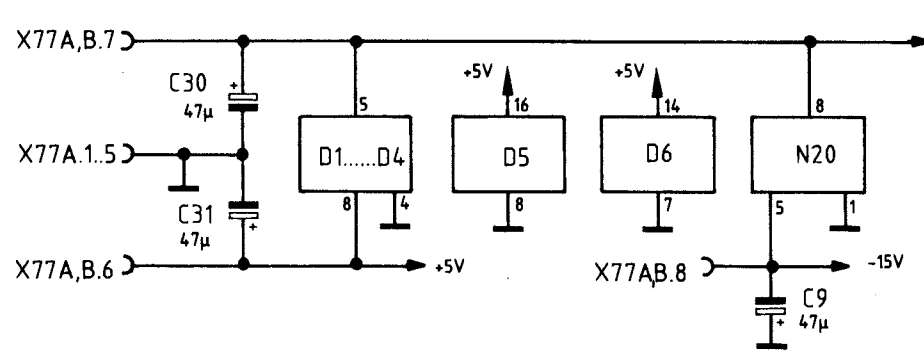 X77A,B.7
+5V
+5V
C30
+
47µ
5
16
14
8
X77A.1..5
D1......D4
D5
D6
N20
8
4
8
7
5
1
C31
47µ
+
X77A,B.6
+5V
X77A,B.8
-15V
C9
47µ
+